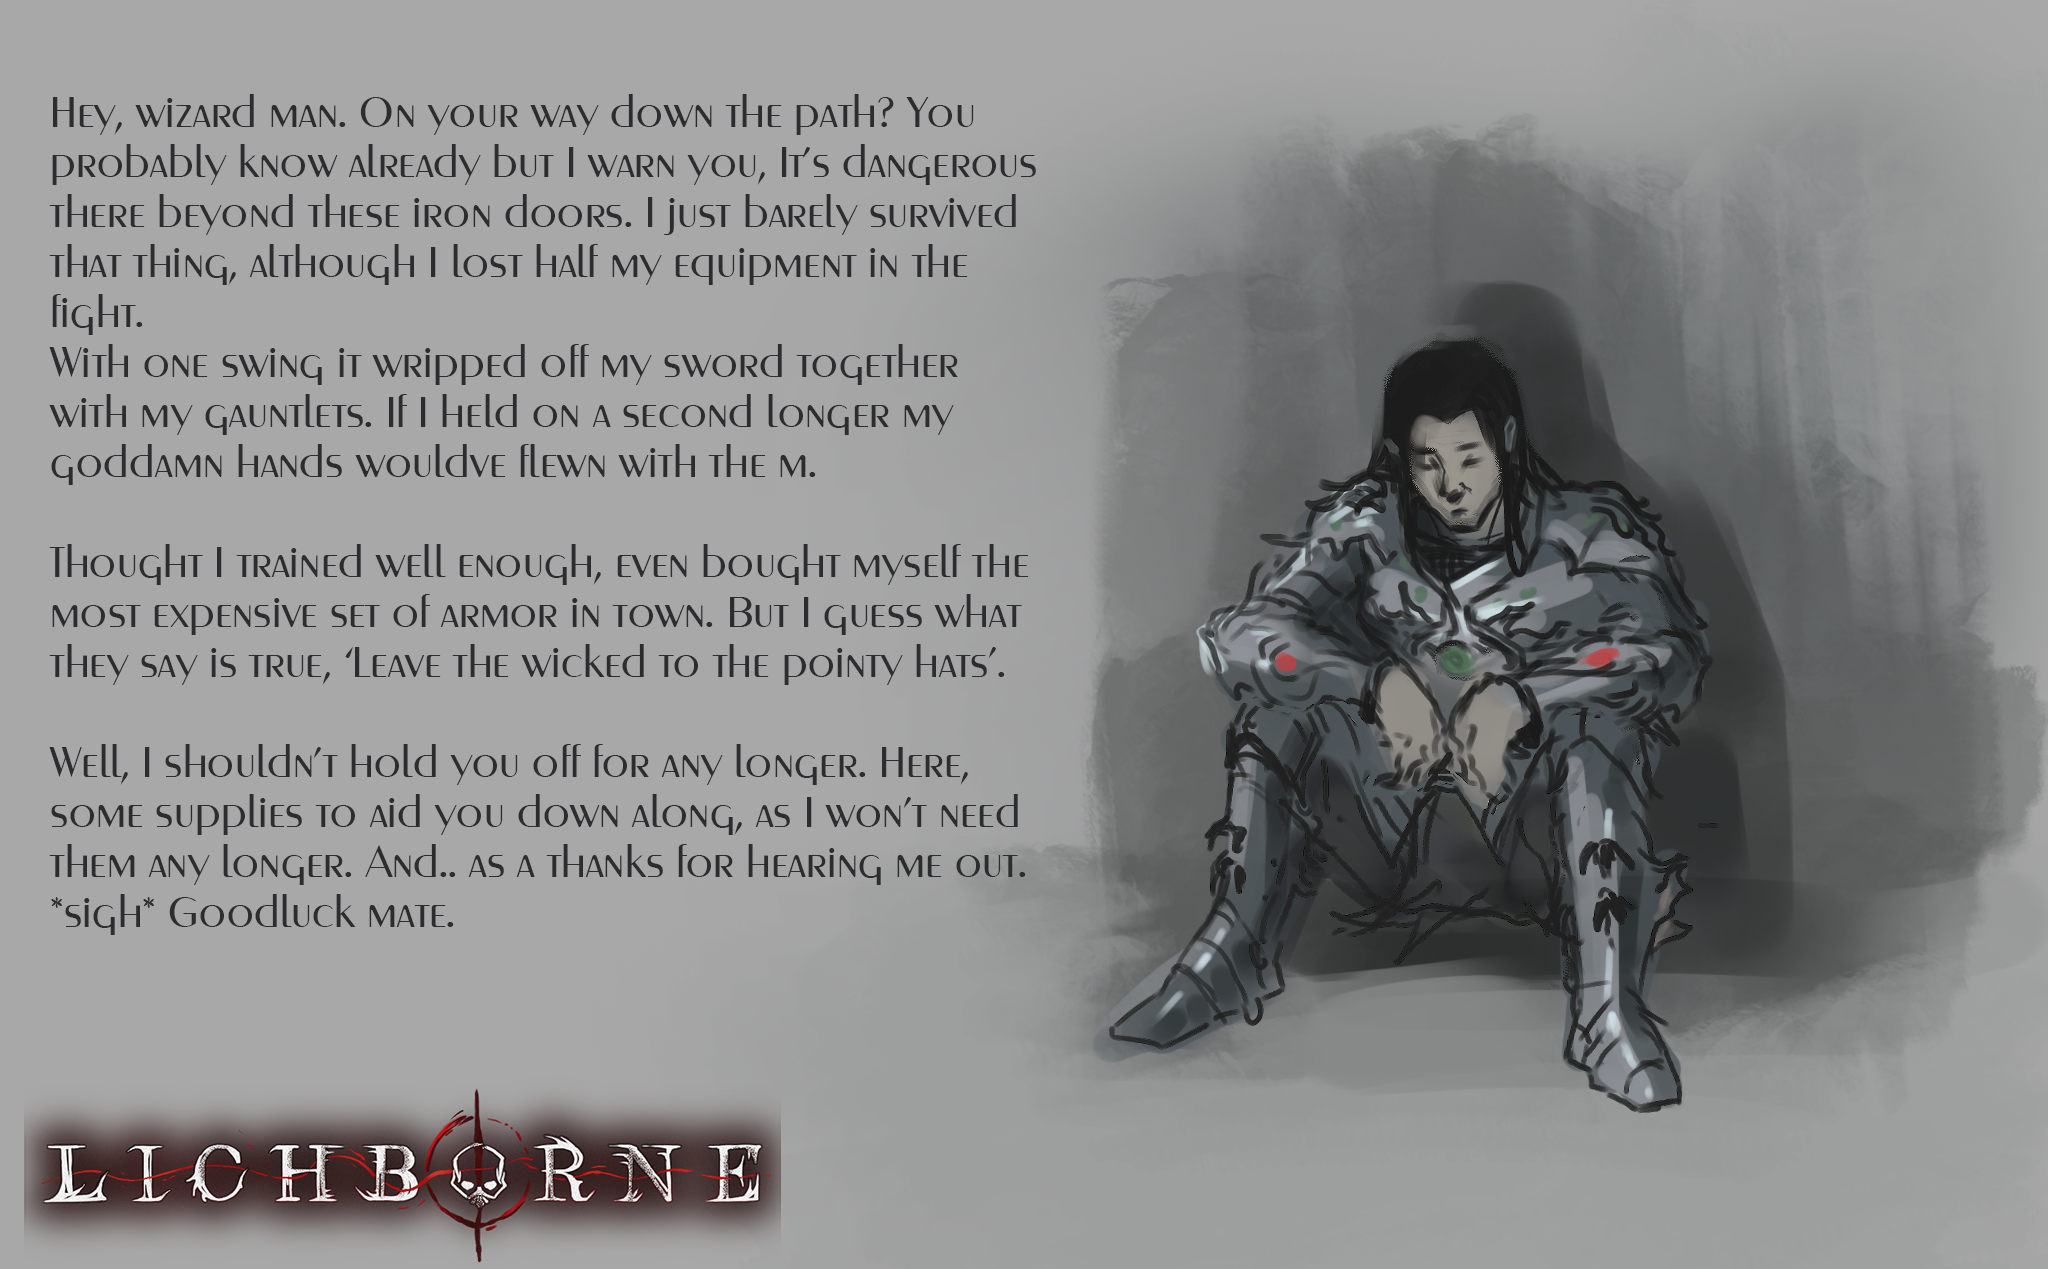 Hey, wizard man. On your way down the path? You
probably know already but I warn you, It's dangerous
there beyond these iron doors. I just barely survived
that thing, although I lost half my equipment in the
fight.
With one swing it wripped off my sword together
with my gauntlets. If I held on a second longer my
goddamn hands wouldve flewn with the m.
Thought I trained well enough, even bought myself the
most expensive set of armor in town. But I guess what
they say is true, ‘Leave the wicked to the pointy hats’.
Well, I shouldn't hold you off for any longer. Here,
some supplies to aid you down along, as I won't need
them any longer. And.. as a thanks for hearing me out.
*sigh* Goodluck mate.
LICHBORNE